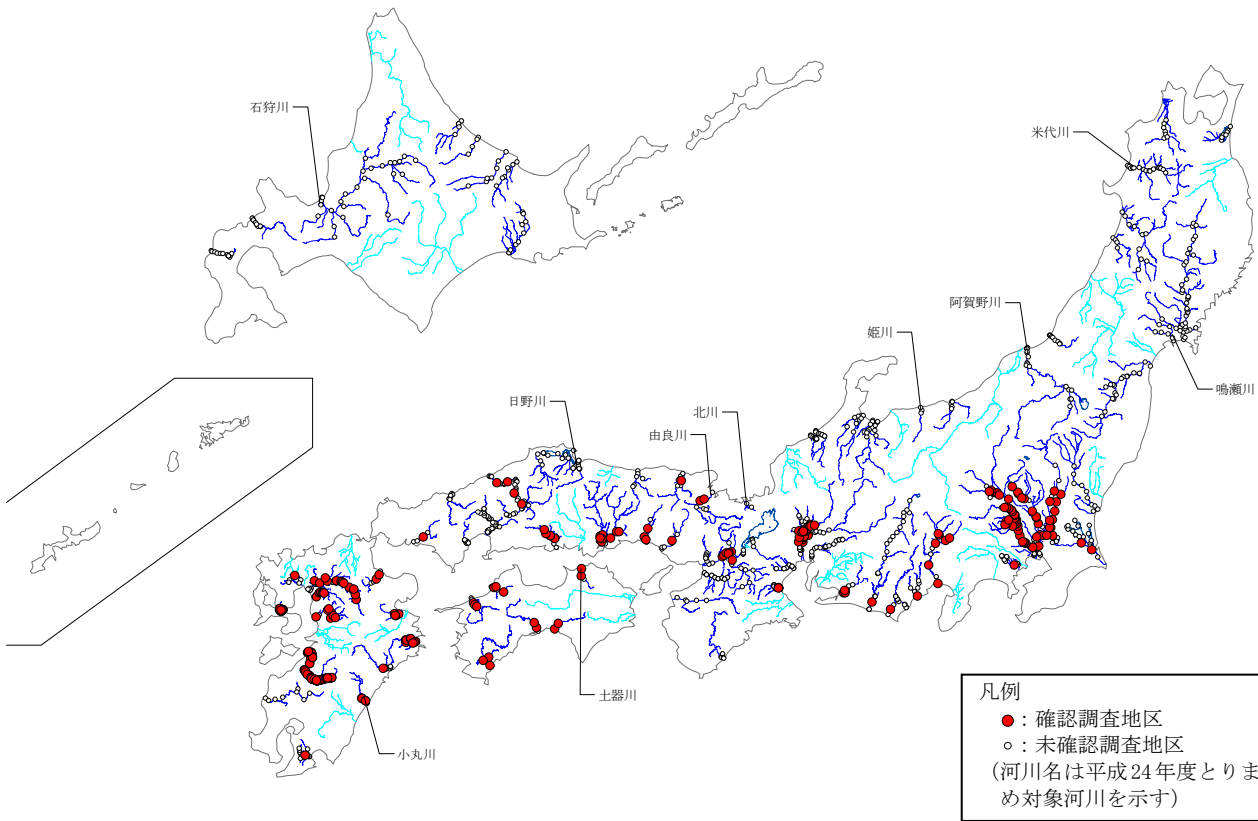 石狩川
米代川
阿賀野川
姫川
鳴瀬川
日野川
北川
由良川
土器川
小丸川
凡例
●：確認調査地区
○：未確認調査地区
(河川名は平成24年度とりま
め対象河川を示す)